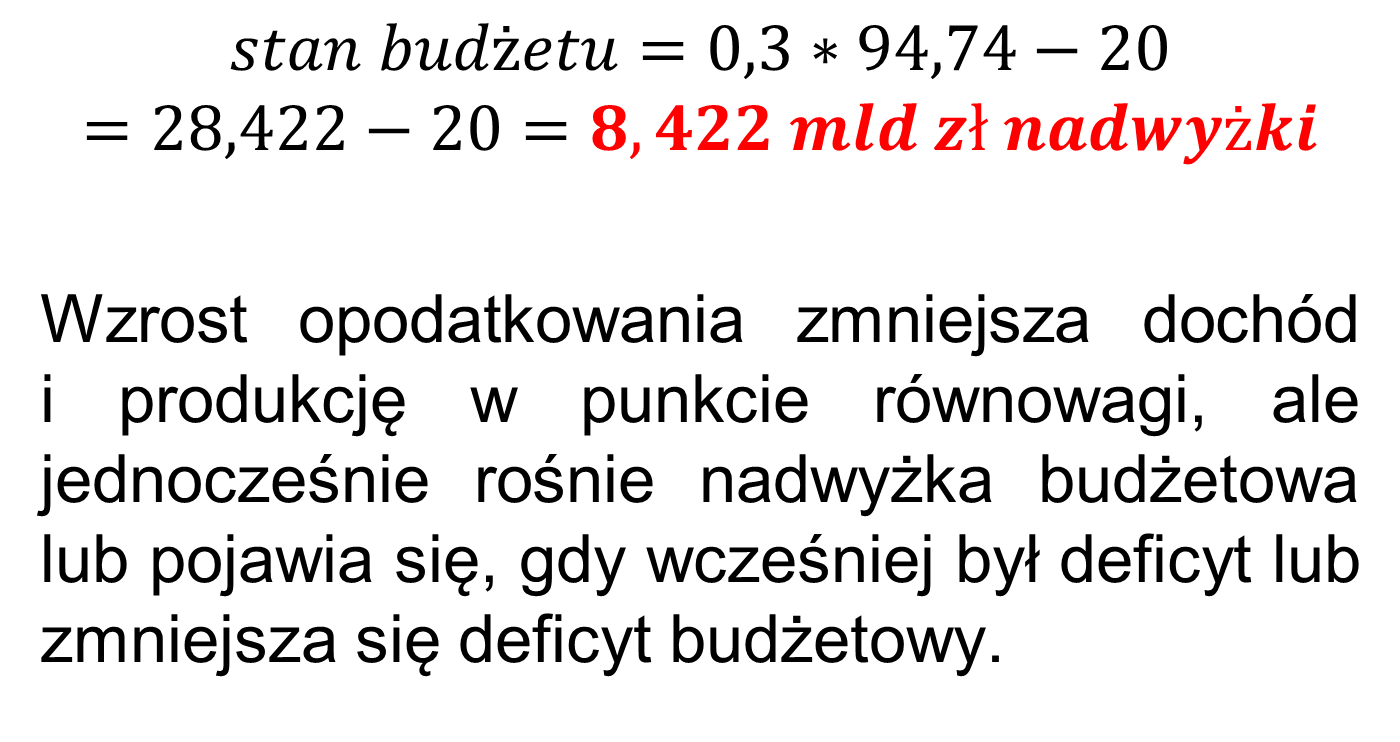 stan budżetu = 0,3 * 94,74 − 20
= 28,422 − 20 = 8,422 mld zł nadwyżki
Wzrost opodatkowania zmniejsza dochód
i produkcję w punkcie równowagi, ale
jednocześnie rośnie nadwyżka budżetowa
lub pojawia się, gdy wcześniej był deficyt lub
zmniejsza się deficyt budżetowy.